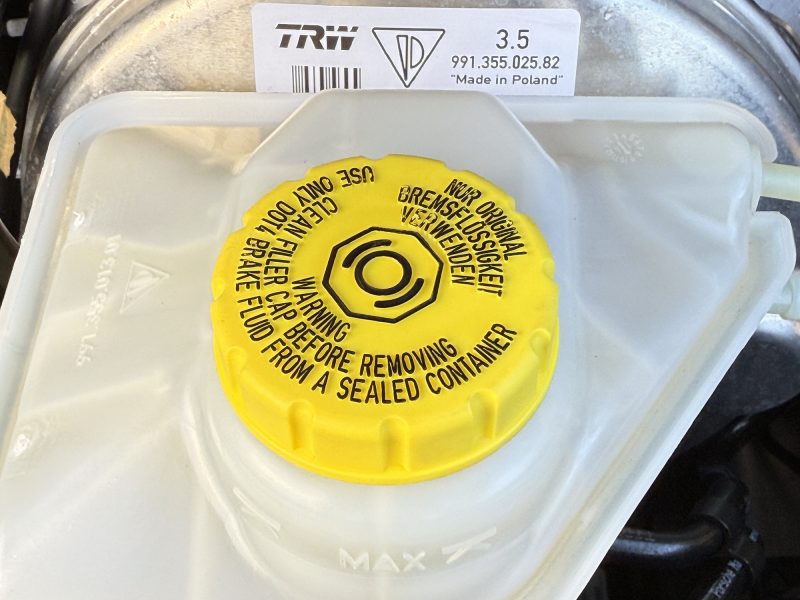 TRW
3.5
991.355.025.82
"Made in Poland"
NUR ORIGINAL
BREMSFLÜSSIGKEIT
VERWENDEN
WARNING
CLEAN FILLER CAP BEFORE REMOVING
USE ONLY DOT4 BRAKE FLUID FROM A SEALED CONTAINER
MAX